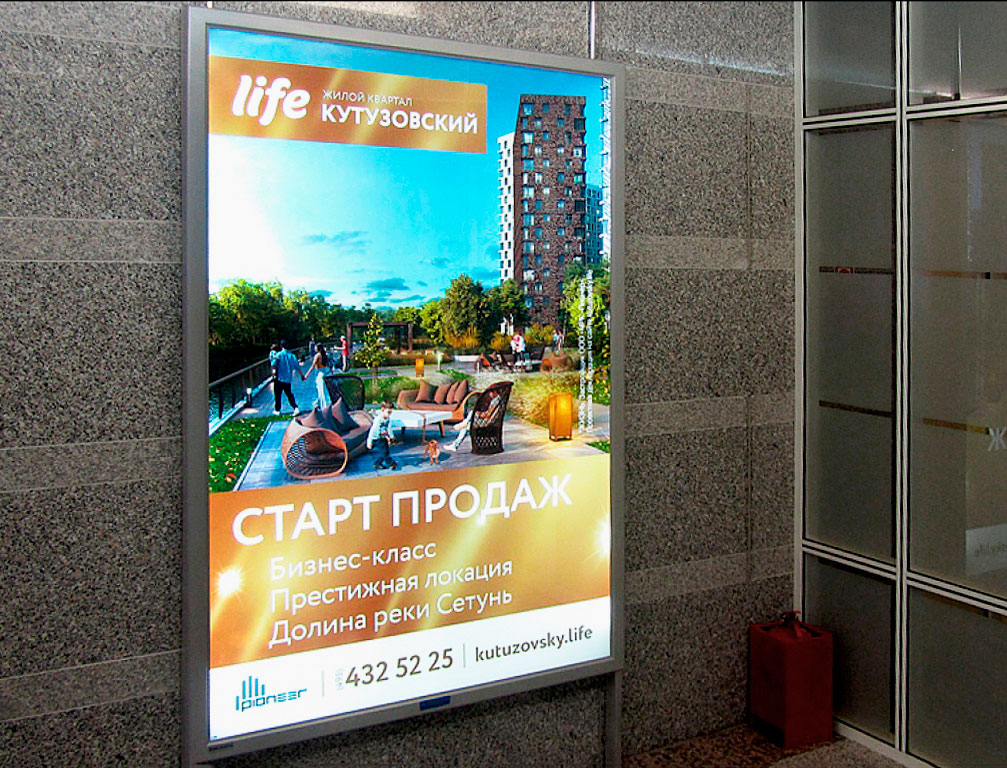 life
ЖИЛОЙ КВАРТАЛ
КУТУЗОВСКИЙ
СТАРТ ПРОДАЖ
Бизнес-класс
Престижная локация
Долина реки Сетунь
pioneer
(495) 432 52 25
kutuzovsky.life